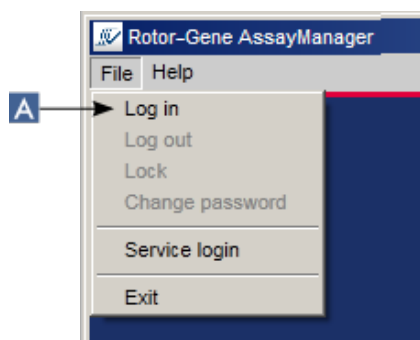 Rotor-Gene AssayManager
File Help
A Log in
Log out
Lock
Change password
Service login
Exit